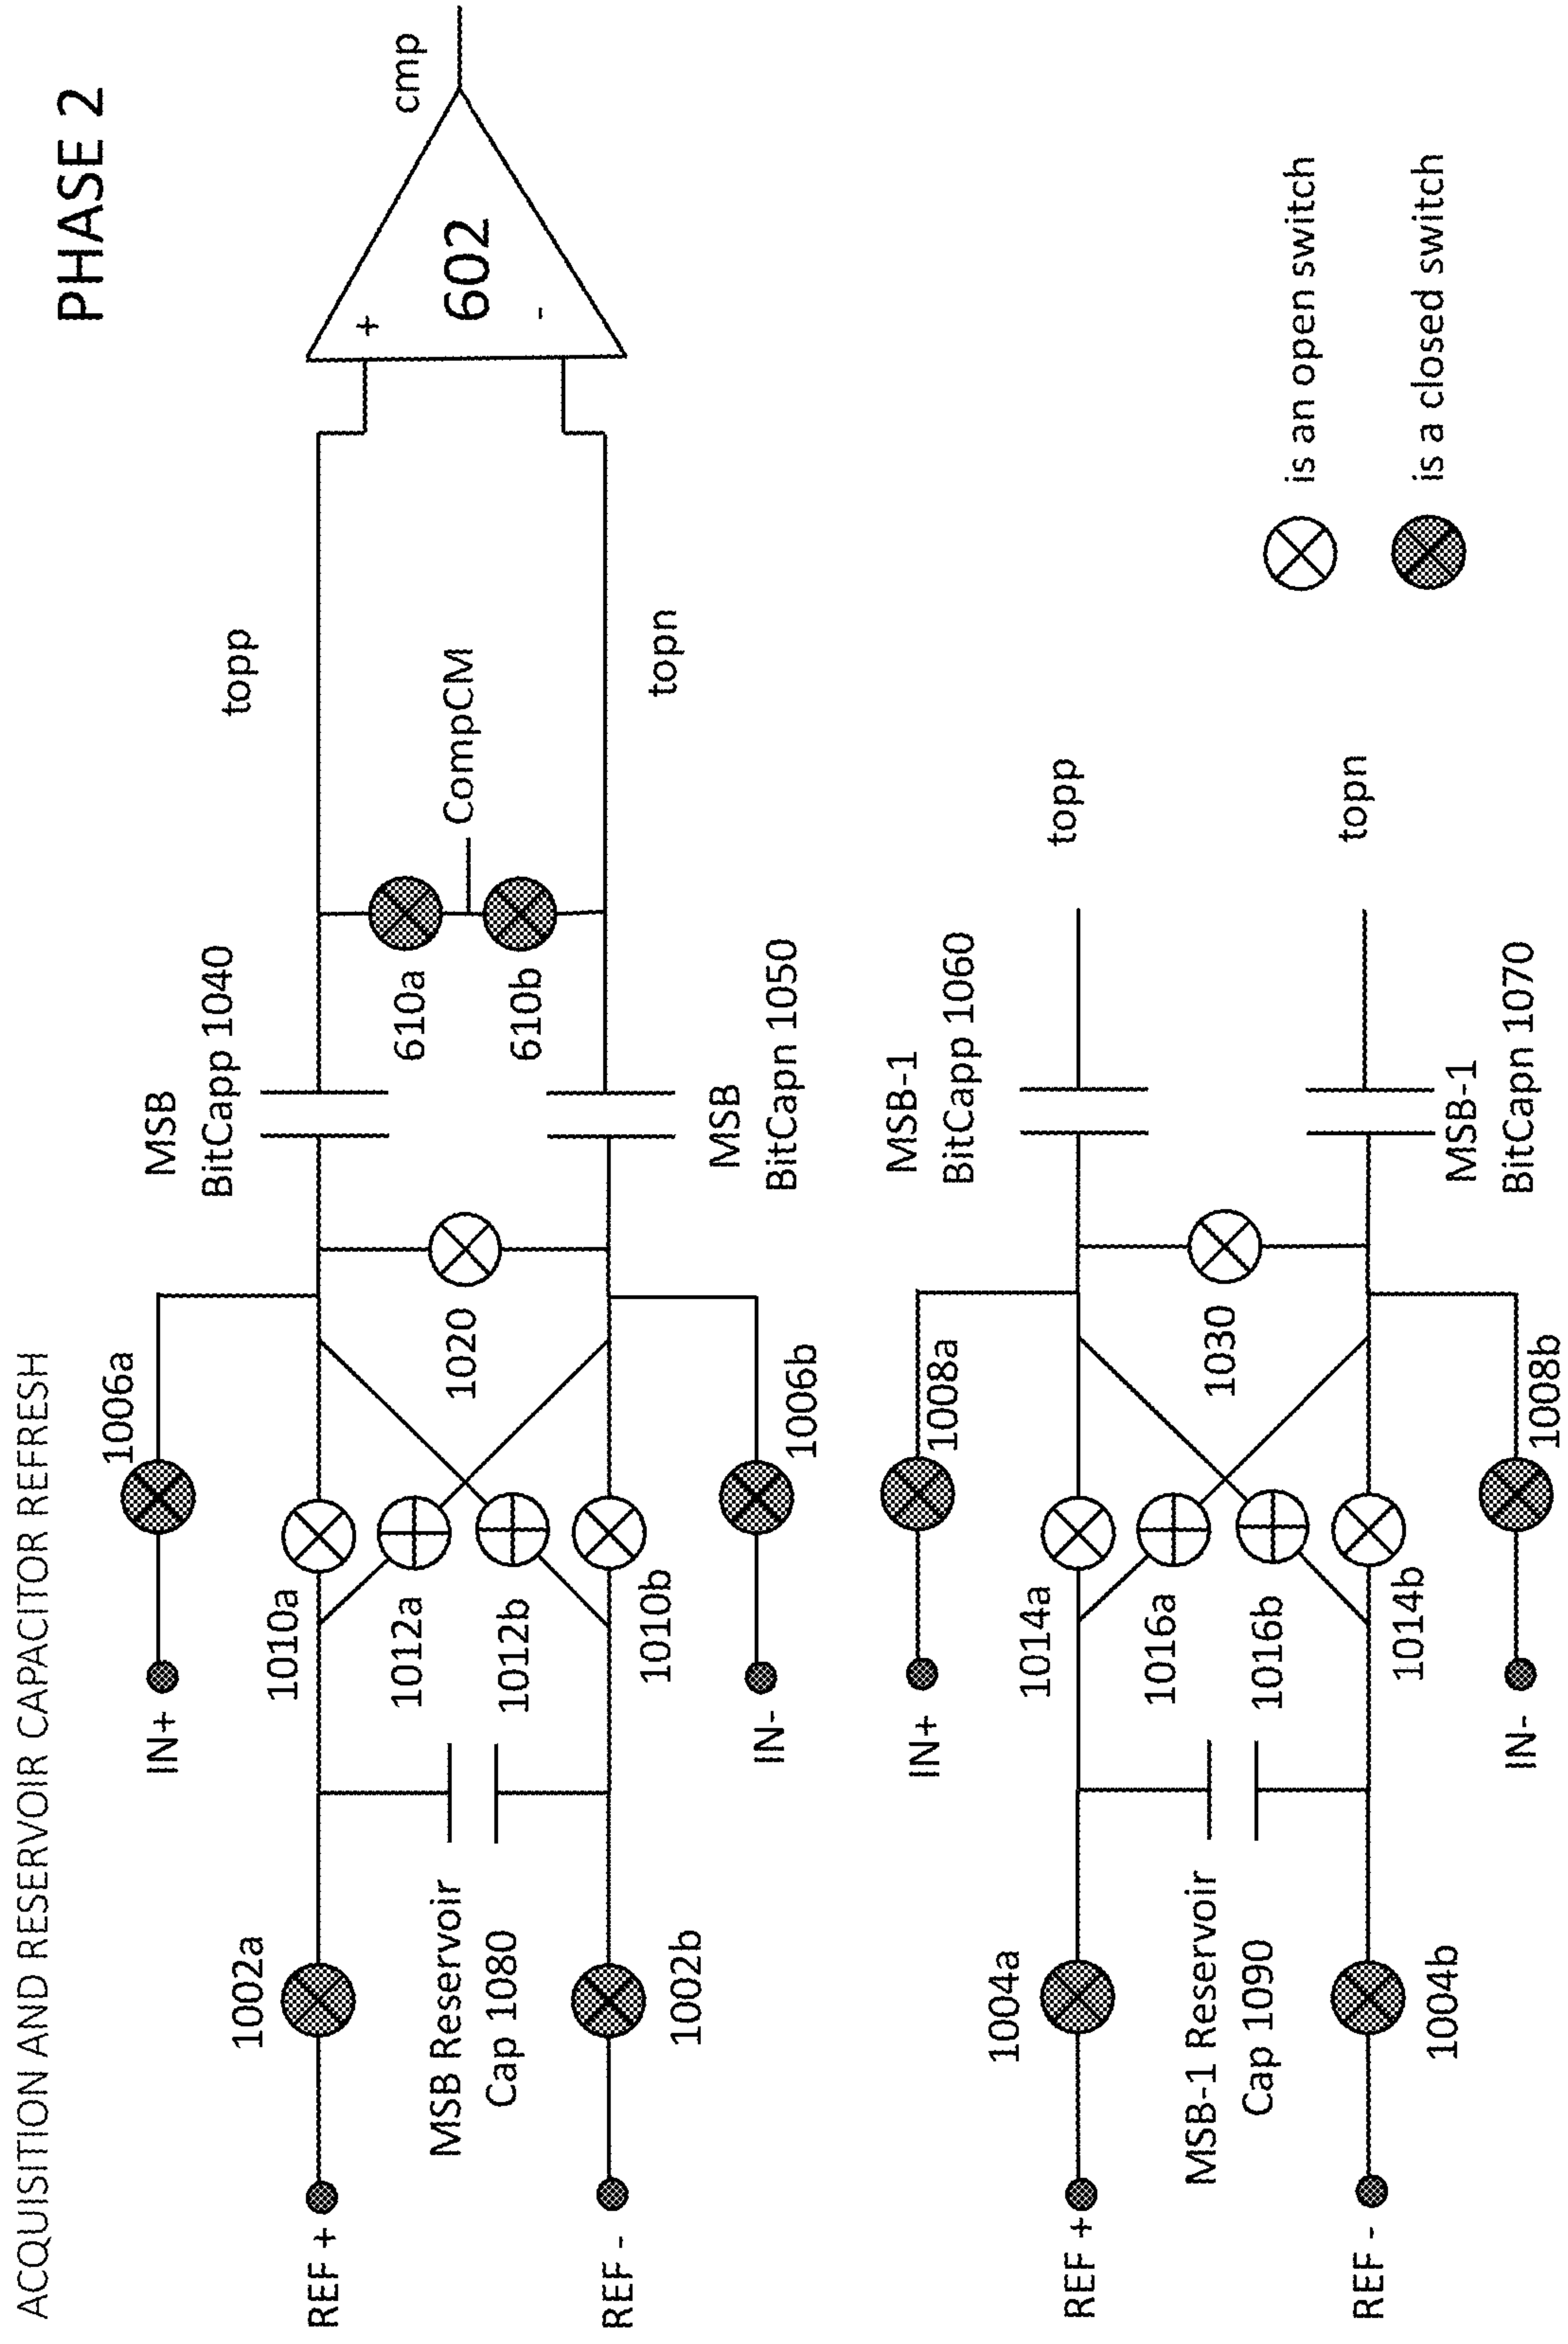 ACQUISITION AND RESERVOIR CAPACITOR REFRESH
PHASE 2
1006a
IN+
MSB
BitCapp 1040
topp
cmp
1002a
REF +
1010a
1012a
1012b
1010b
1020
610a
610b
CompCM
+
602
-
MSB Reservoir
Cap 1080
REF -
1002b
IN-
1006b
MSB
BitCapn 1050
topn
1008a
IN+
MSB-1
BitCapp 1060
topp
1004a
REF +
1014a
1016a
1016b
1014b
1030
MSB-1 Reservoir
Cap 1090
REF -
1004b
IN-
1008b
MSB-1
BitCapn 1070
topn
is an open switch
is a closed switch